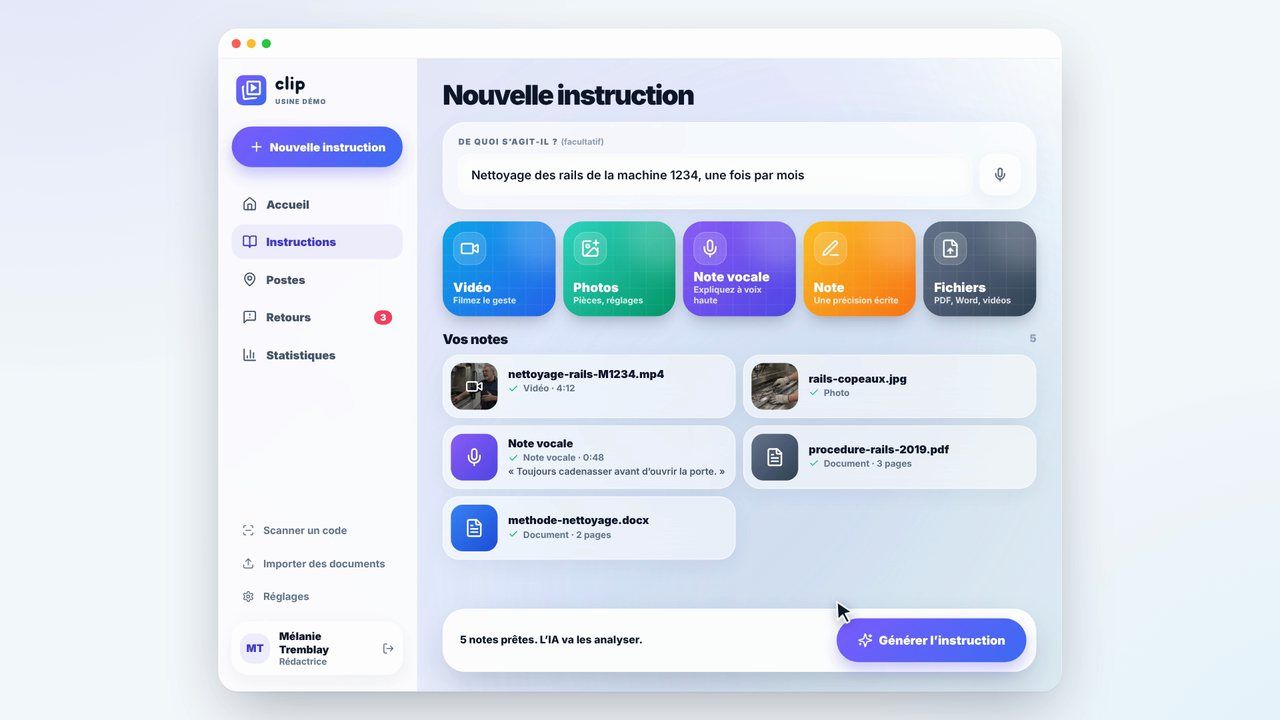 clip
USINE DÉMO
Nouvelle instruction
Accueil
Instructions
Postes
Retours
3
Statistiques
Scanner un code
Importer des documents
Réglages
MT
Mélanie
Tremblay
Rédactrice
Nouvelle instruction
DE QUOI S'AGIT-IL ? (facultatif)
Nettoyage des rails de la machine 1234, une fois par mois
Vidéo
Filmez le geste
Photos
Pièces, réglages
Note vocale
Expliquez à voix
haute
Note
Une précision écrite
Fichiers
PDF, Word, vidéos
Vos notes
5
nettoyage-rails-M1234.mp4
Vidéo · 4:12
rails-copeaux.jpg
Photo
Note vocale
Note vocale · 0:48
« Toujours cadenasser avant d'ouvrir la porte. »
procedure-rails-2019.pdf
Document · 3 pages
methode-nettoyage.docx
Document · 2 pages
5 notes prêtes. L'IA va les analyser.
Générer l'instruction